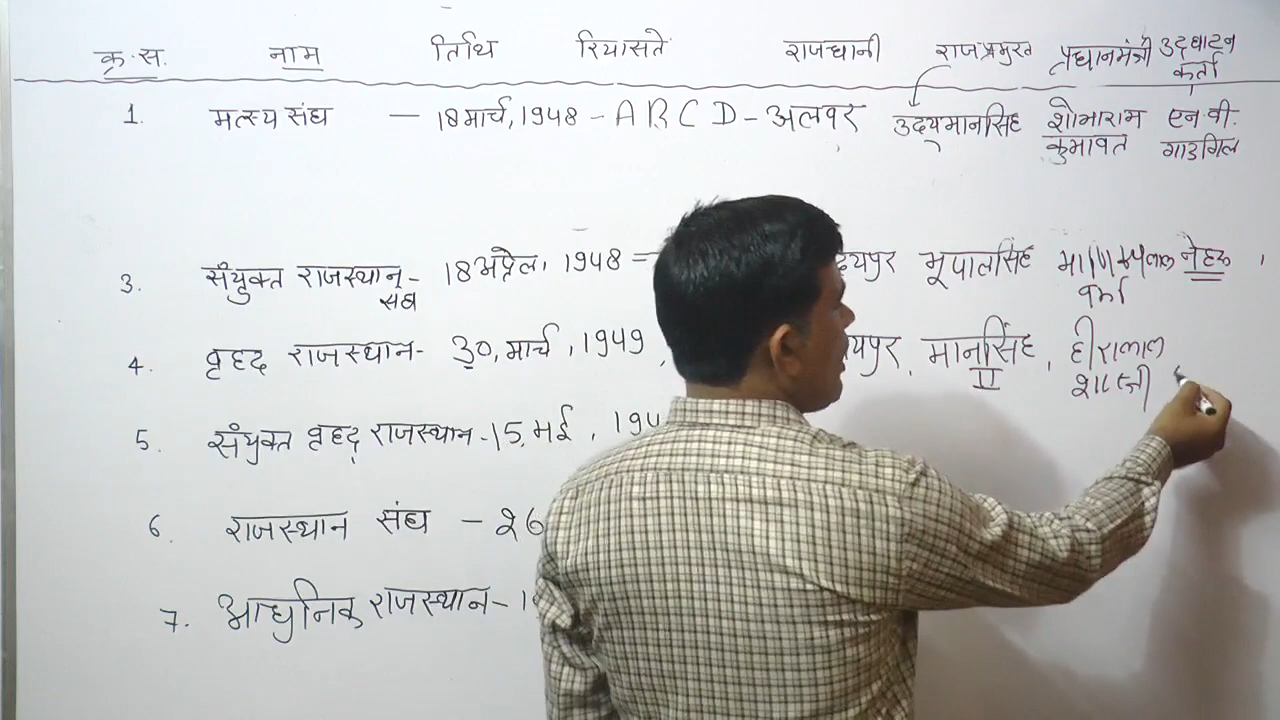 क्र.स. नाम तिथि रियासते राजधानी राजप्रमुख प्रधानमंत्री उदघाटन
कर्ता
1. मत्स्य संघ — 18 मार्च, 1948 - A B C D - अलवर उदयमानसिंह शोभाराम एन.वी.
कुमावत गाडगिल
3. संयुक्त राजस्थान - 18 अप्रेल, 1948 = भूपालसिंह नेहरू,
संघ वर्मा
4. वृहद राजस्थान - 30, मार्च, 1949, मानसिंह, हीरालाल
II शास्त्री
5. संयुक्त वृहद् राजस्थान - 15, मई, 194
6. राजस्थान संघ - 26
7. आधुनिक राजस्थान - 1